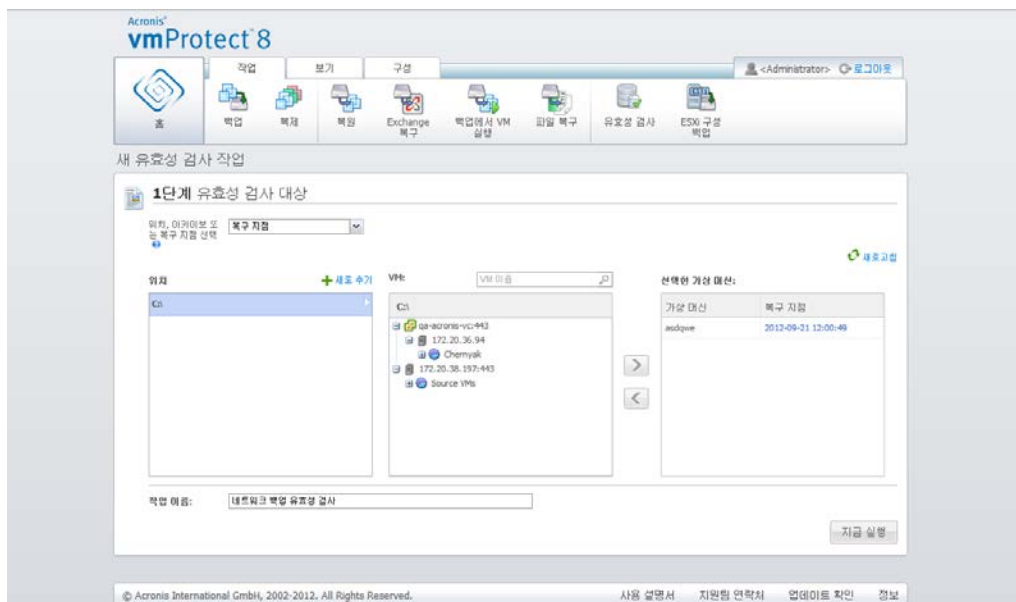 Acronis®
vmProtect 8
작업
보기
구성
<Administrator>
로그아웃
홈
백업
복제
복원
Exchange 복구
백업에서 VM 실행
파일 복구
유효성 검사
ESXi 구성 백업
새 유효성 검사 작업
1단계 유효성 검사 대상
위치, 아카이브 또
는 복구 지점 선택
복구 지점
새로고침
위치
새로 추가
VM:
VM 이름
선택한 가상 머신:
C:\
C:\
가상 머신
복구 지점
qa-acronis-vc:443
asdqwe
2012-09-21 12:00:49
172.20.36.94
Chernyak
172.20.38.197:443
Source VMs
작업 이름:
네트워크 백업 유효성 검사
지금 실행
© Acronis International GmbH, 2002-2012. All Rights Reserved.
사용 설명서
지원팀 연락처
업데이트 확인
정보